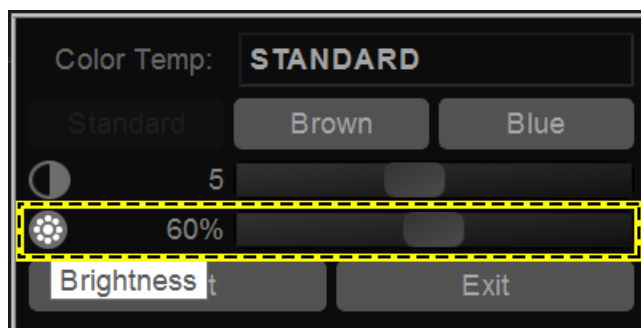 Color Temp: STANDARD
Standard Brown Blue
5
60%
Brightness t Exit